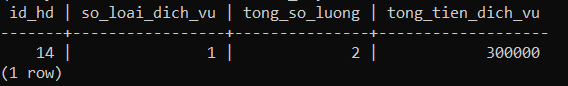 id_hd | so_loai_dich_vu | tong_so_luong | tong_tien_dich_vu
-------+-----------------+---------------+-------------------
14 | 1 | 2 | 300000
(1 row)